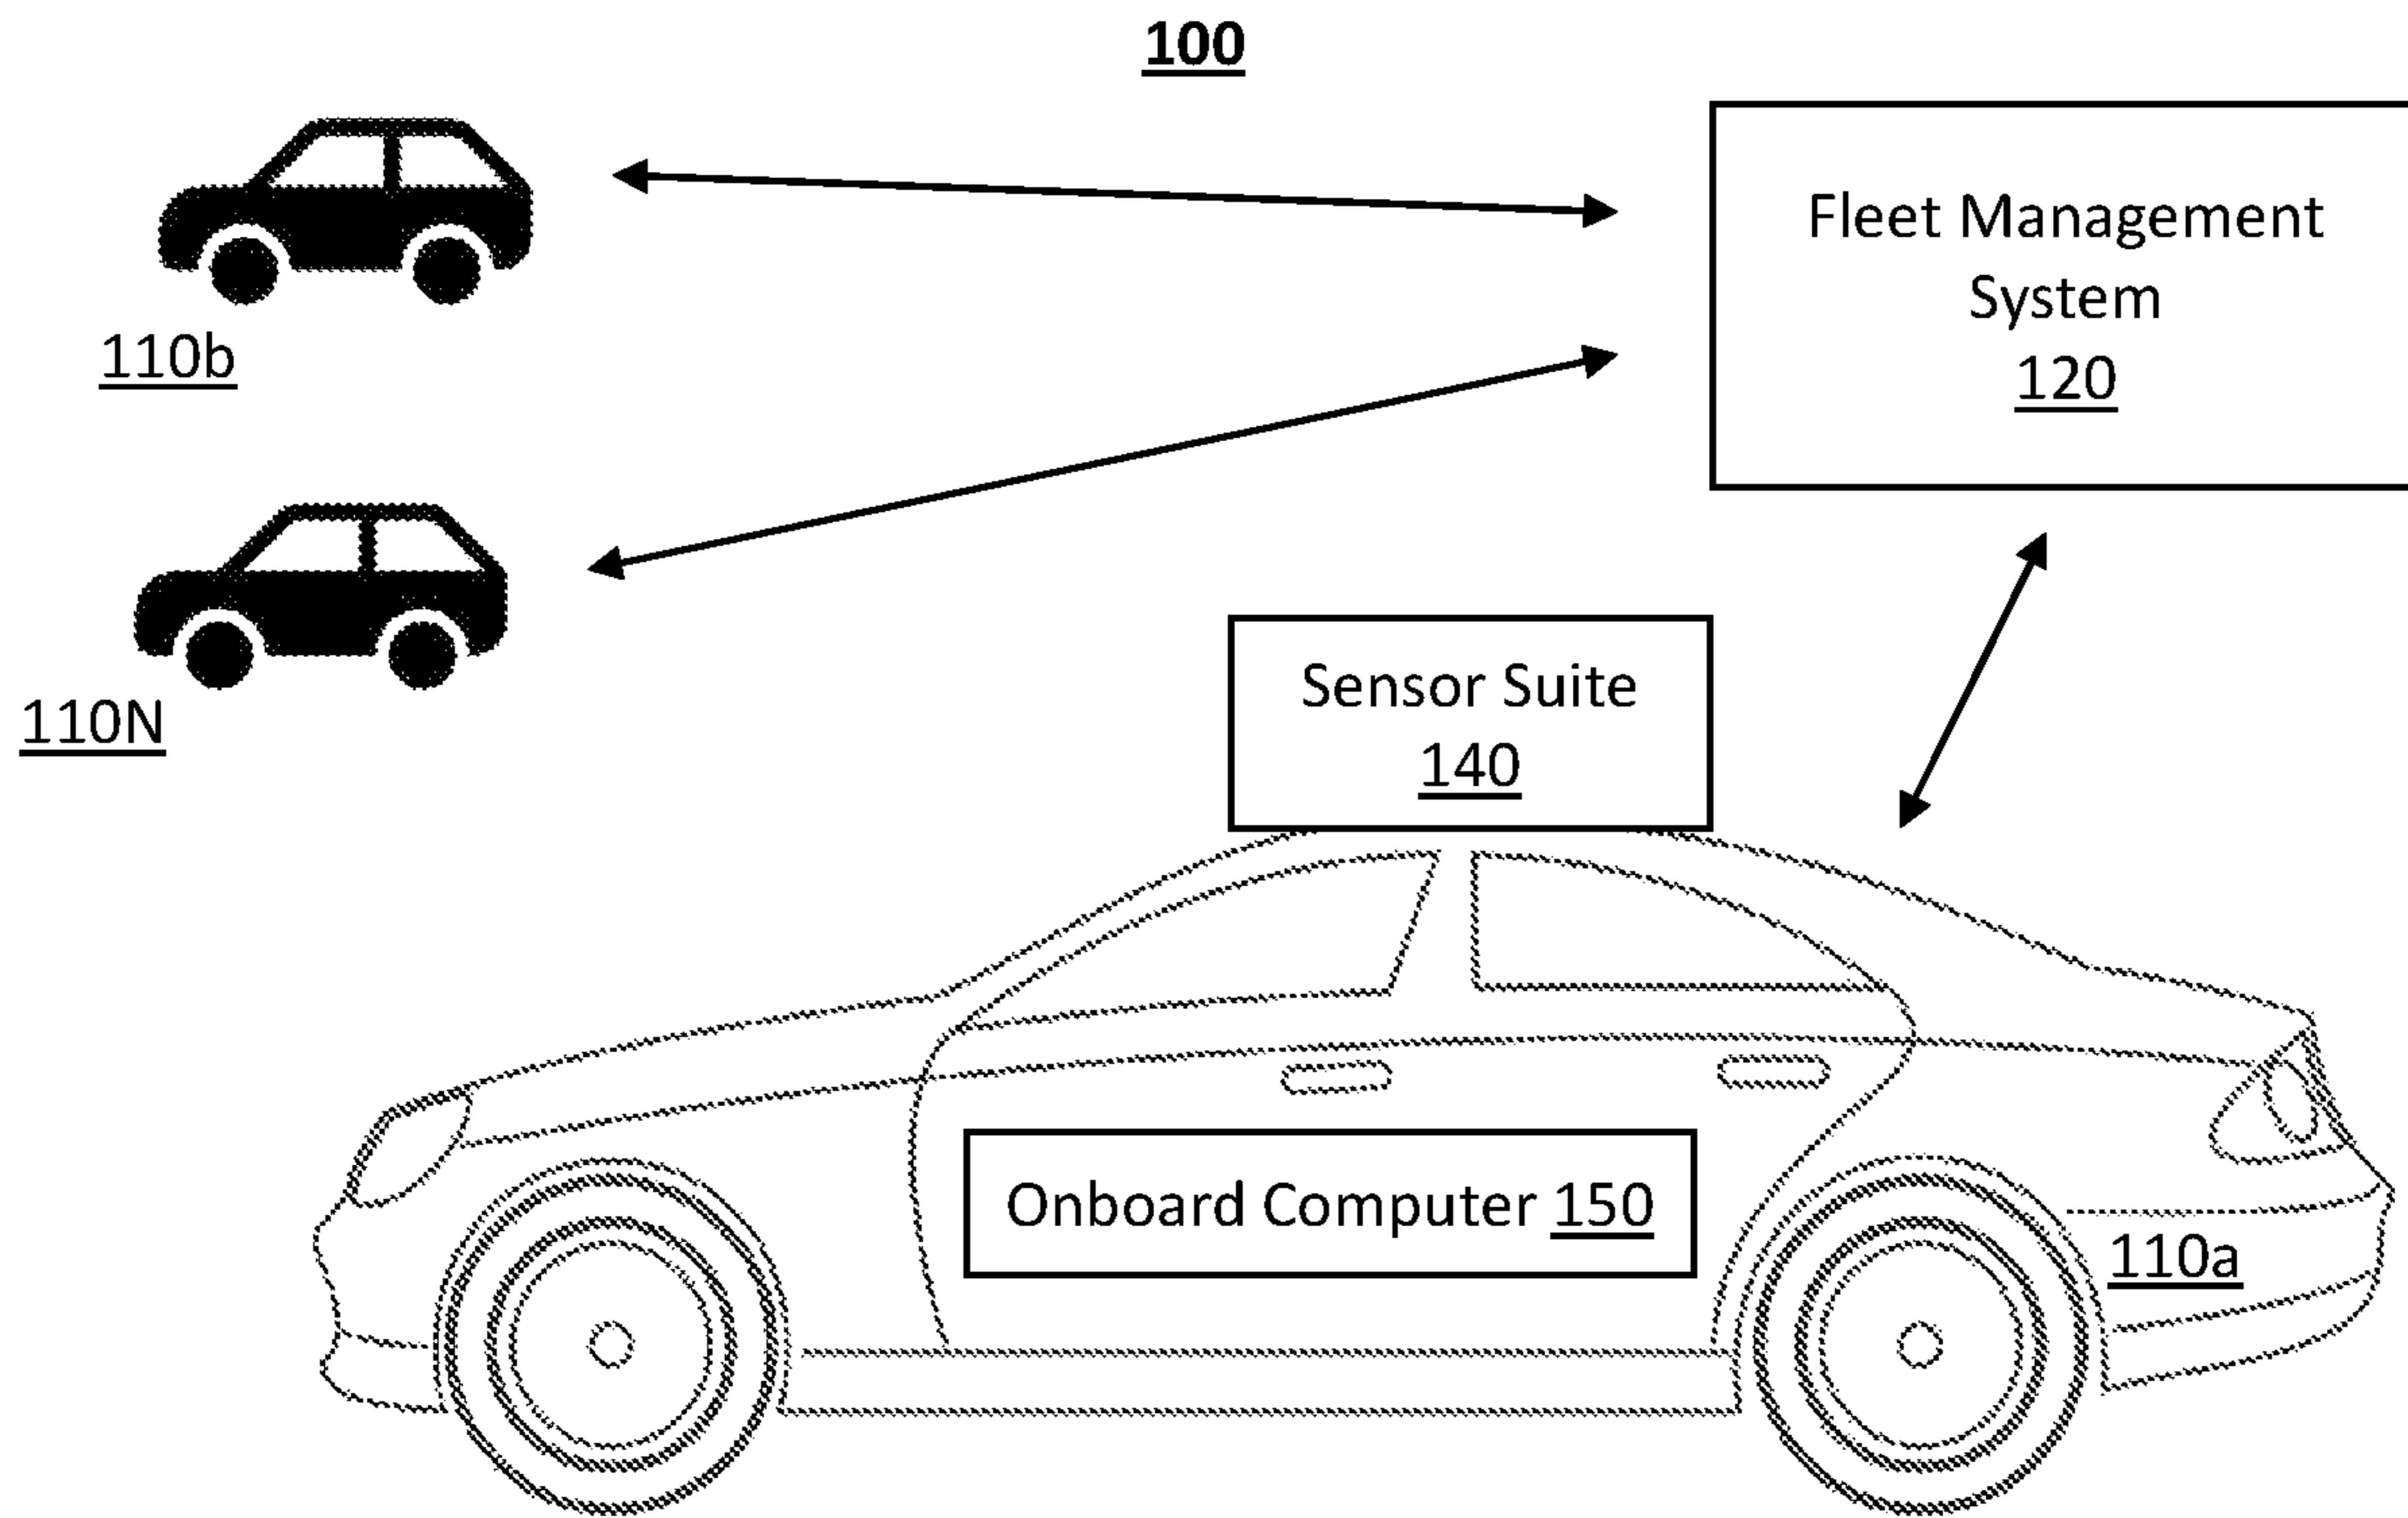 100
Fleet Management
System
120
110b
110N
Sensor Suite
140
Onboard Computer 150
110a